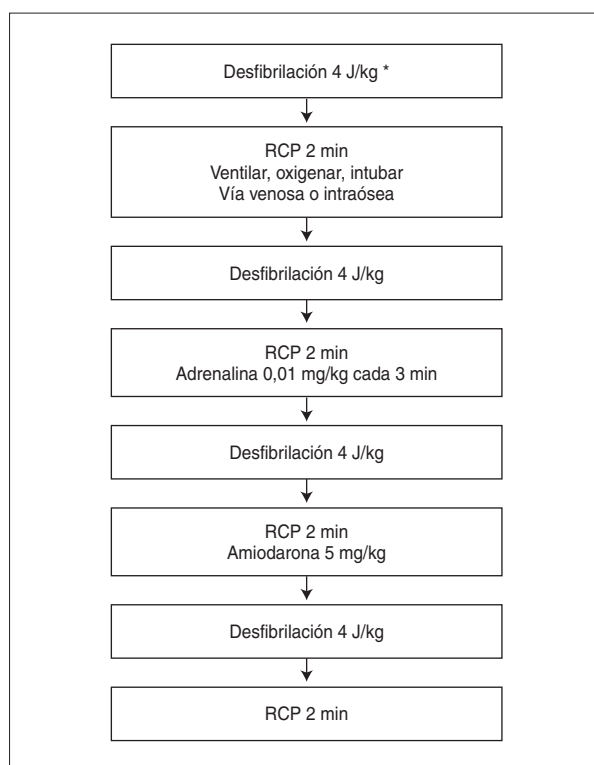 Desfibrilación 4 J/kg *
RCP 2 min
Ventilar, oxigenar, intubar
Vía venosa o intraósea
Desfibrilación 4 J/kg
RCP 2 min
Adrenalina 0,01 mg/kg cada 3 min
Desfibrilación 4 J/kg
RCP 2 min
Amiodarona 5 mg/kg
Desfibrilación 4 J/kg
RCP 2 min